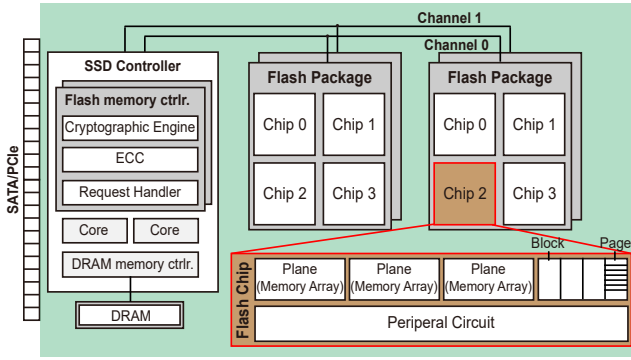 Channel 1
Channel 0
SATA/PCIe
SSD Controller
Flash memory ctrlr.
Cryptographic Engine
ECC
Request Handler
Core
Core
DRAM memory ctrlr.
DRAM
Flash Package
Chip 0
Chip 1
Chip 2
Chip 3
Flash Package
Chip 0
Chip 1
Chip 2
Chip 3
Block
Page
Flash Chip
Plane
(Memory Array)
Plane
(Memory Array)
Plane
(Memory Array)
Periperal Circuit